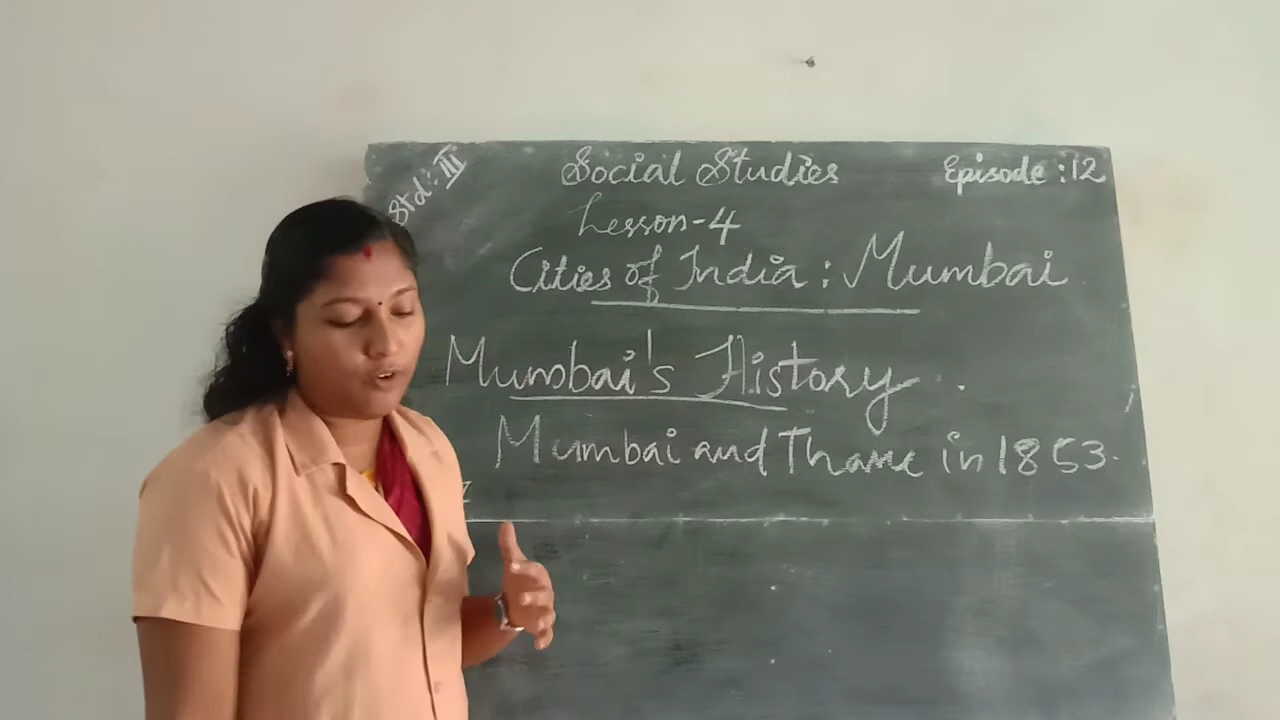 Std: III
Social Studies
Episode: 12
Lesson-4
Cities of India : Mumbai
Mumbai's History
Mumbai and Thane in 1853.